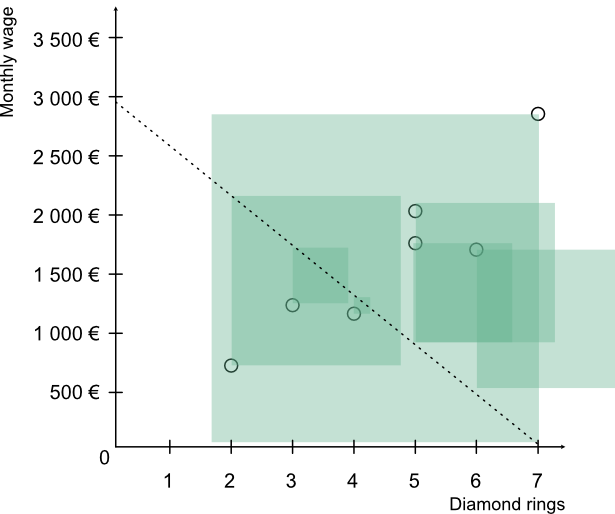 Monthly wage
3 500 €
3 000 €
2 500 €
2 000 €
1 500 €
1 000 €
500 €
0
1 2 3 4 5 6 7
Diamond rings